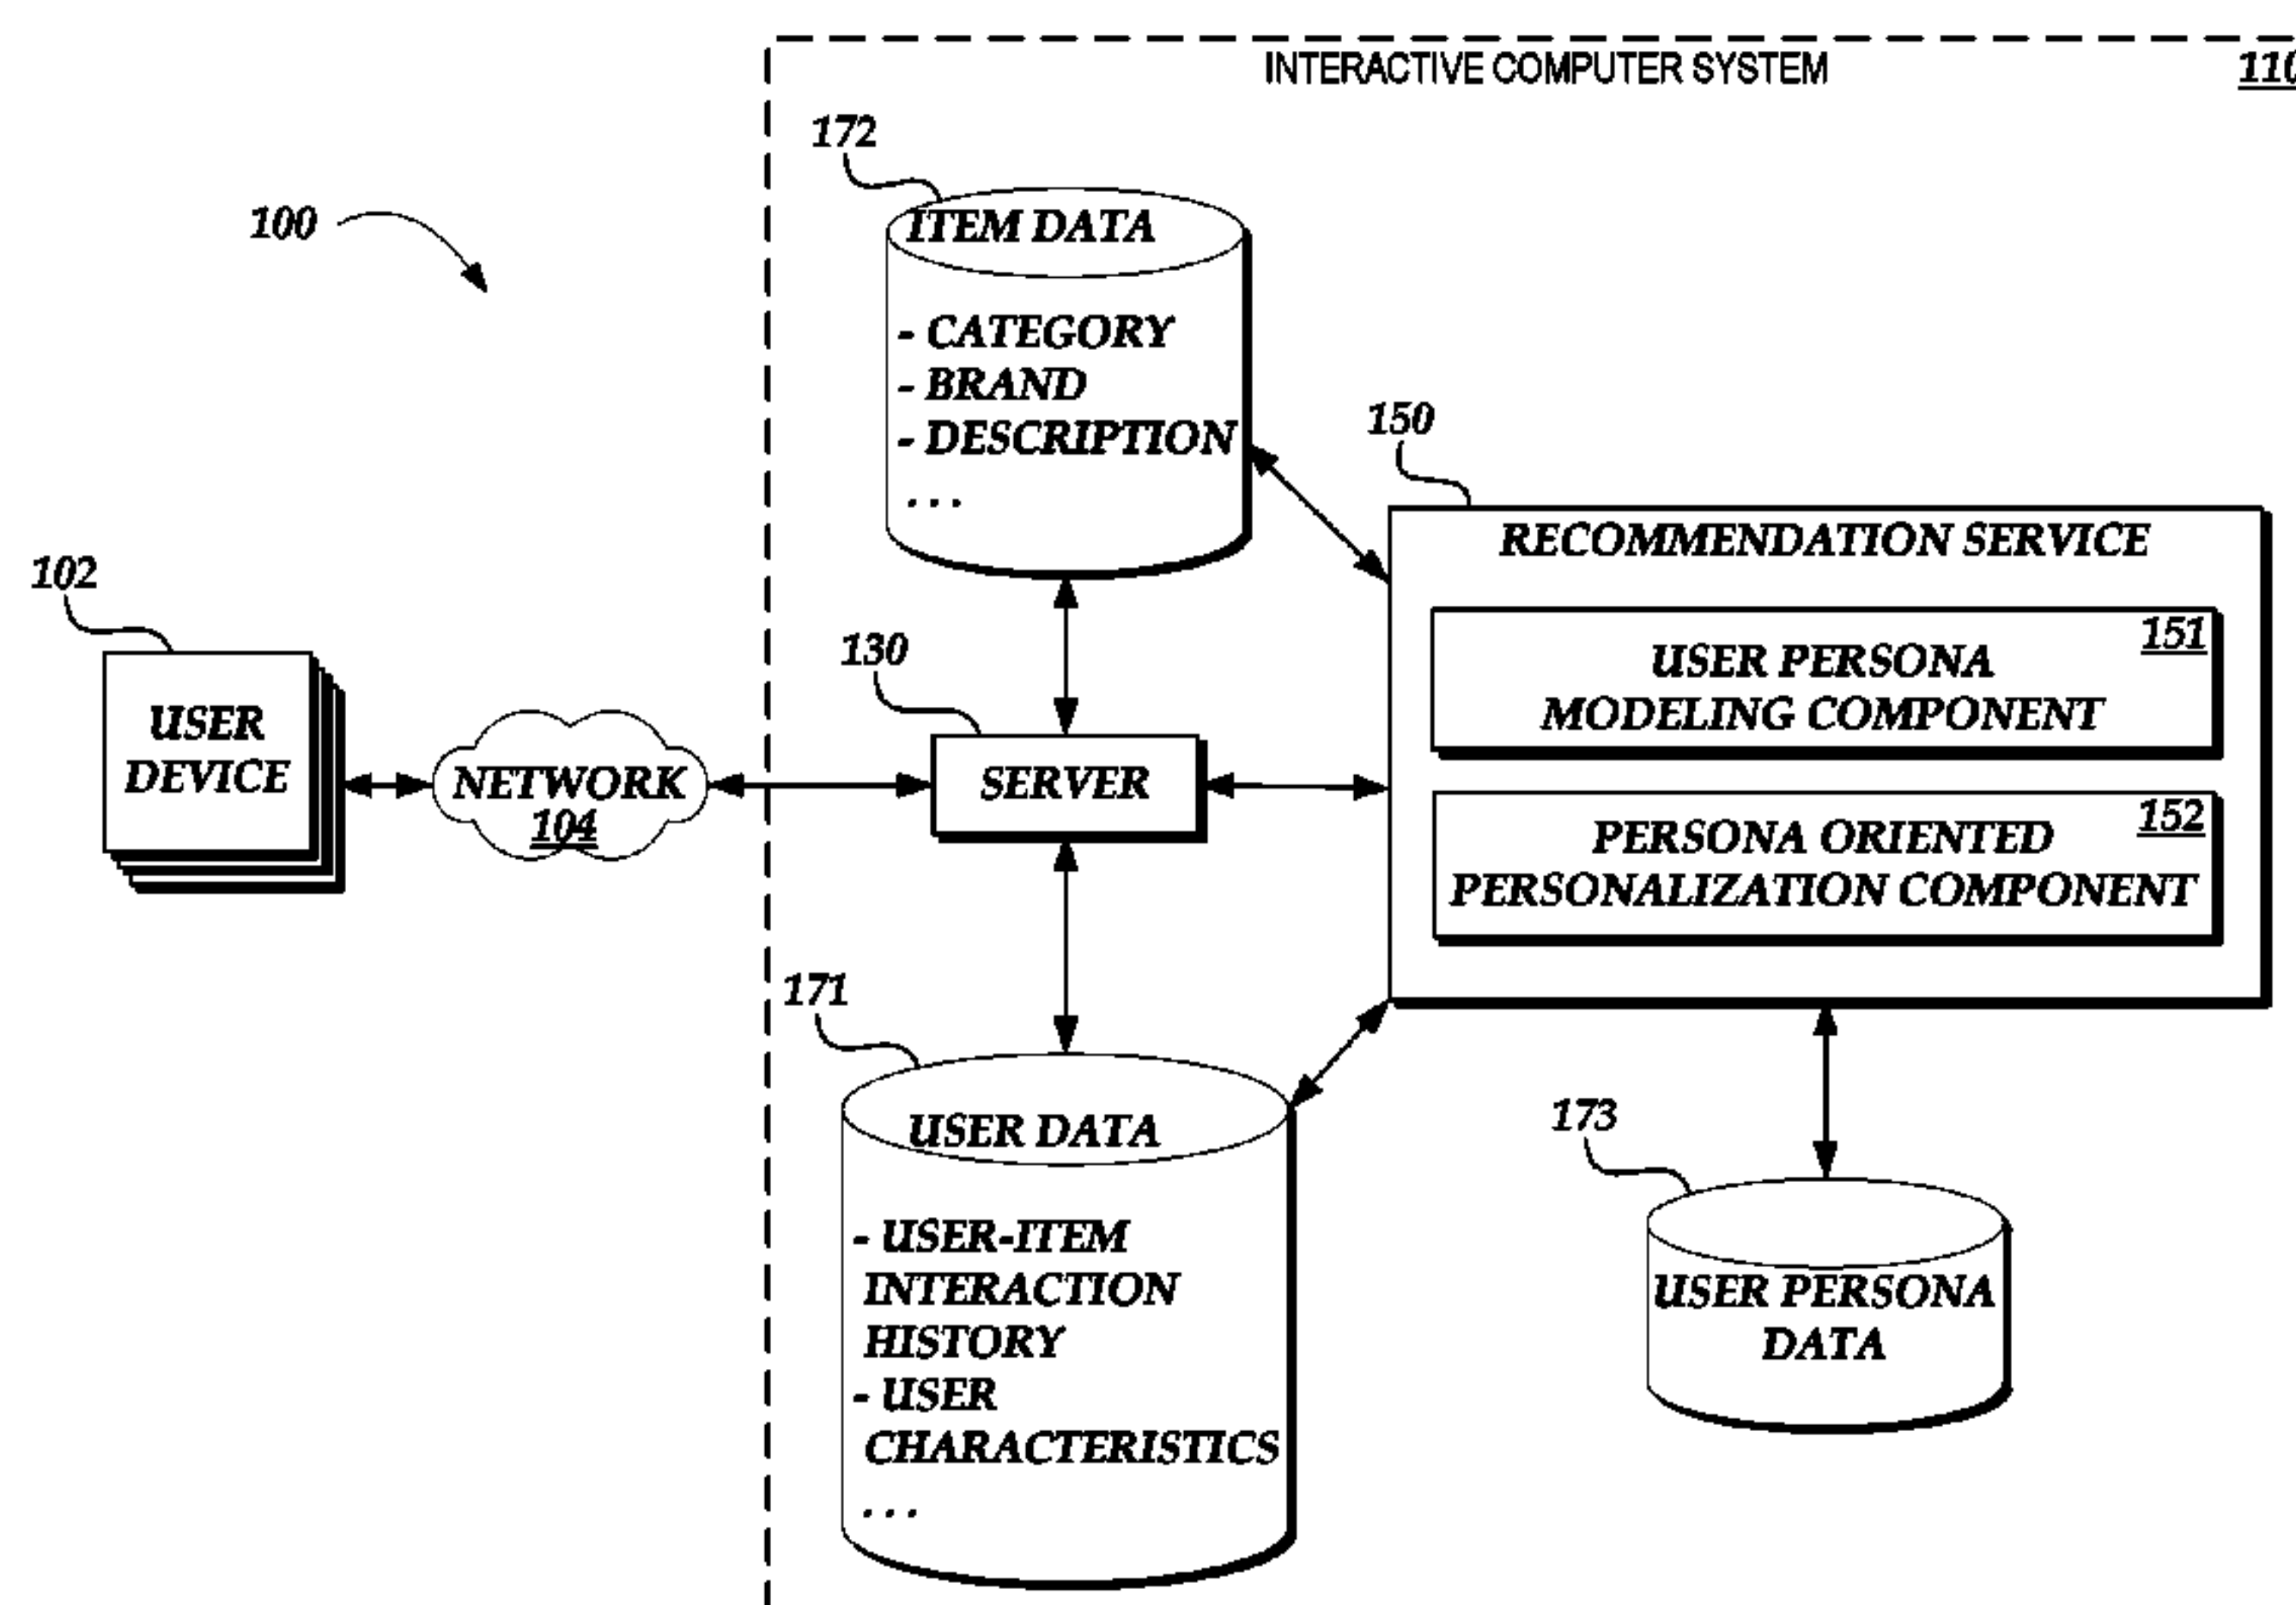 INTERACTIVE COMPUTER SYSTEM
110
172
100
ITEM DATA
- CATEGORY
- BRAND
- DESCRIPTION
. . .
150
RECOMMENDATION SERVICE
151
USER PERSONA
MODELING COMPONENT
152
PERSONA ORIENTED
PERSONALIZATION COMPONENT
102
USER
DEVICE
NETWORK
104
130
SERVER
171
USER DATA
- USER-ITEM
INTERACTION
HISTORY
- USER
CHARACTERISTICS
. . .
173
USER PERSONA
DATA